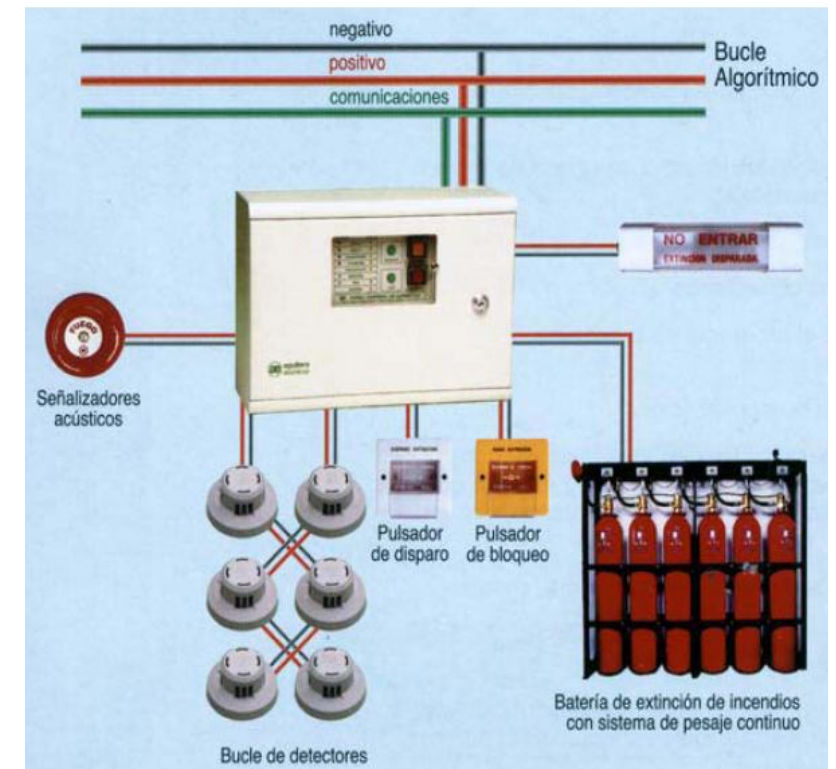 negativo
positivo
comunicaciones
Bucle
Algorítmico
NO ENTRAR
EXTINCION DISPARADA
FUEGO
Señalizadores
acústicos
Pulsador
de disparo
Pulsador
de bloqueo
Batería de extinción de incendios
con sistema de pesaje continuo
Bucle de detectores